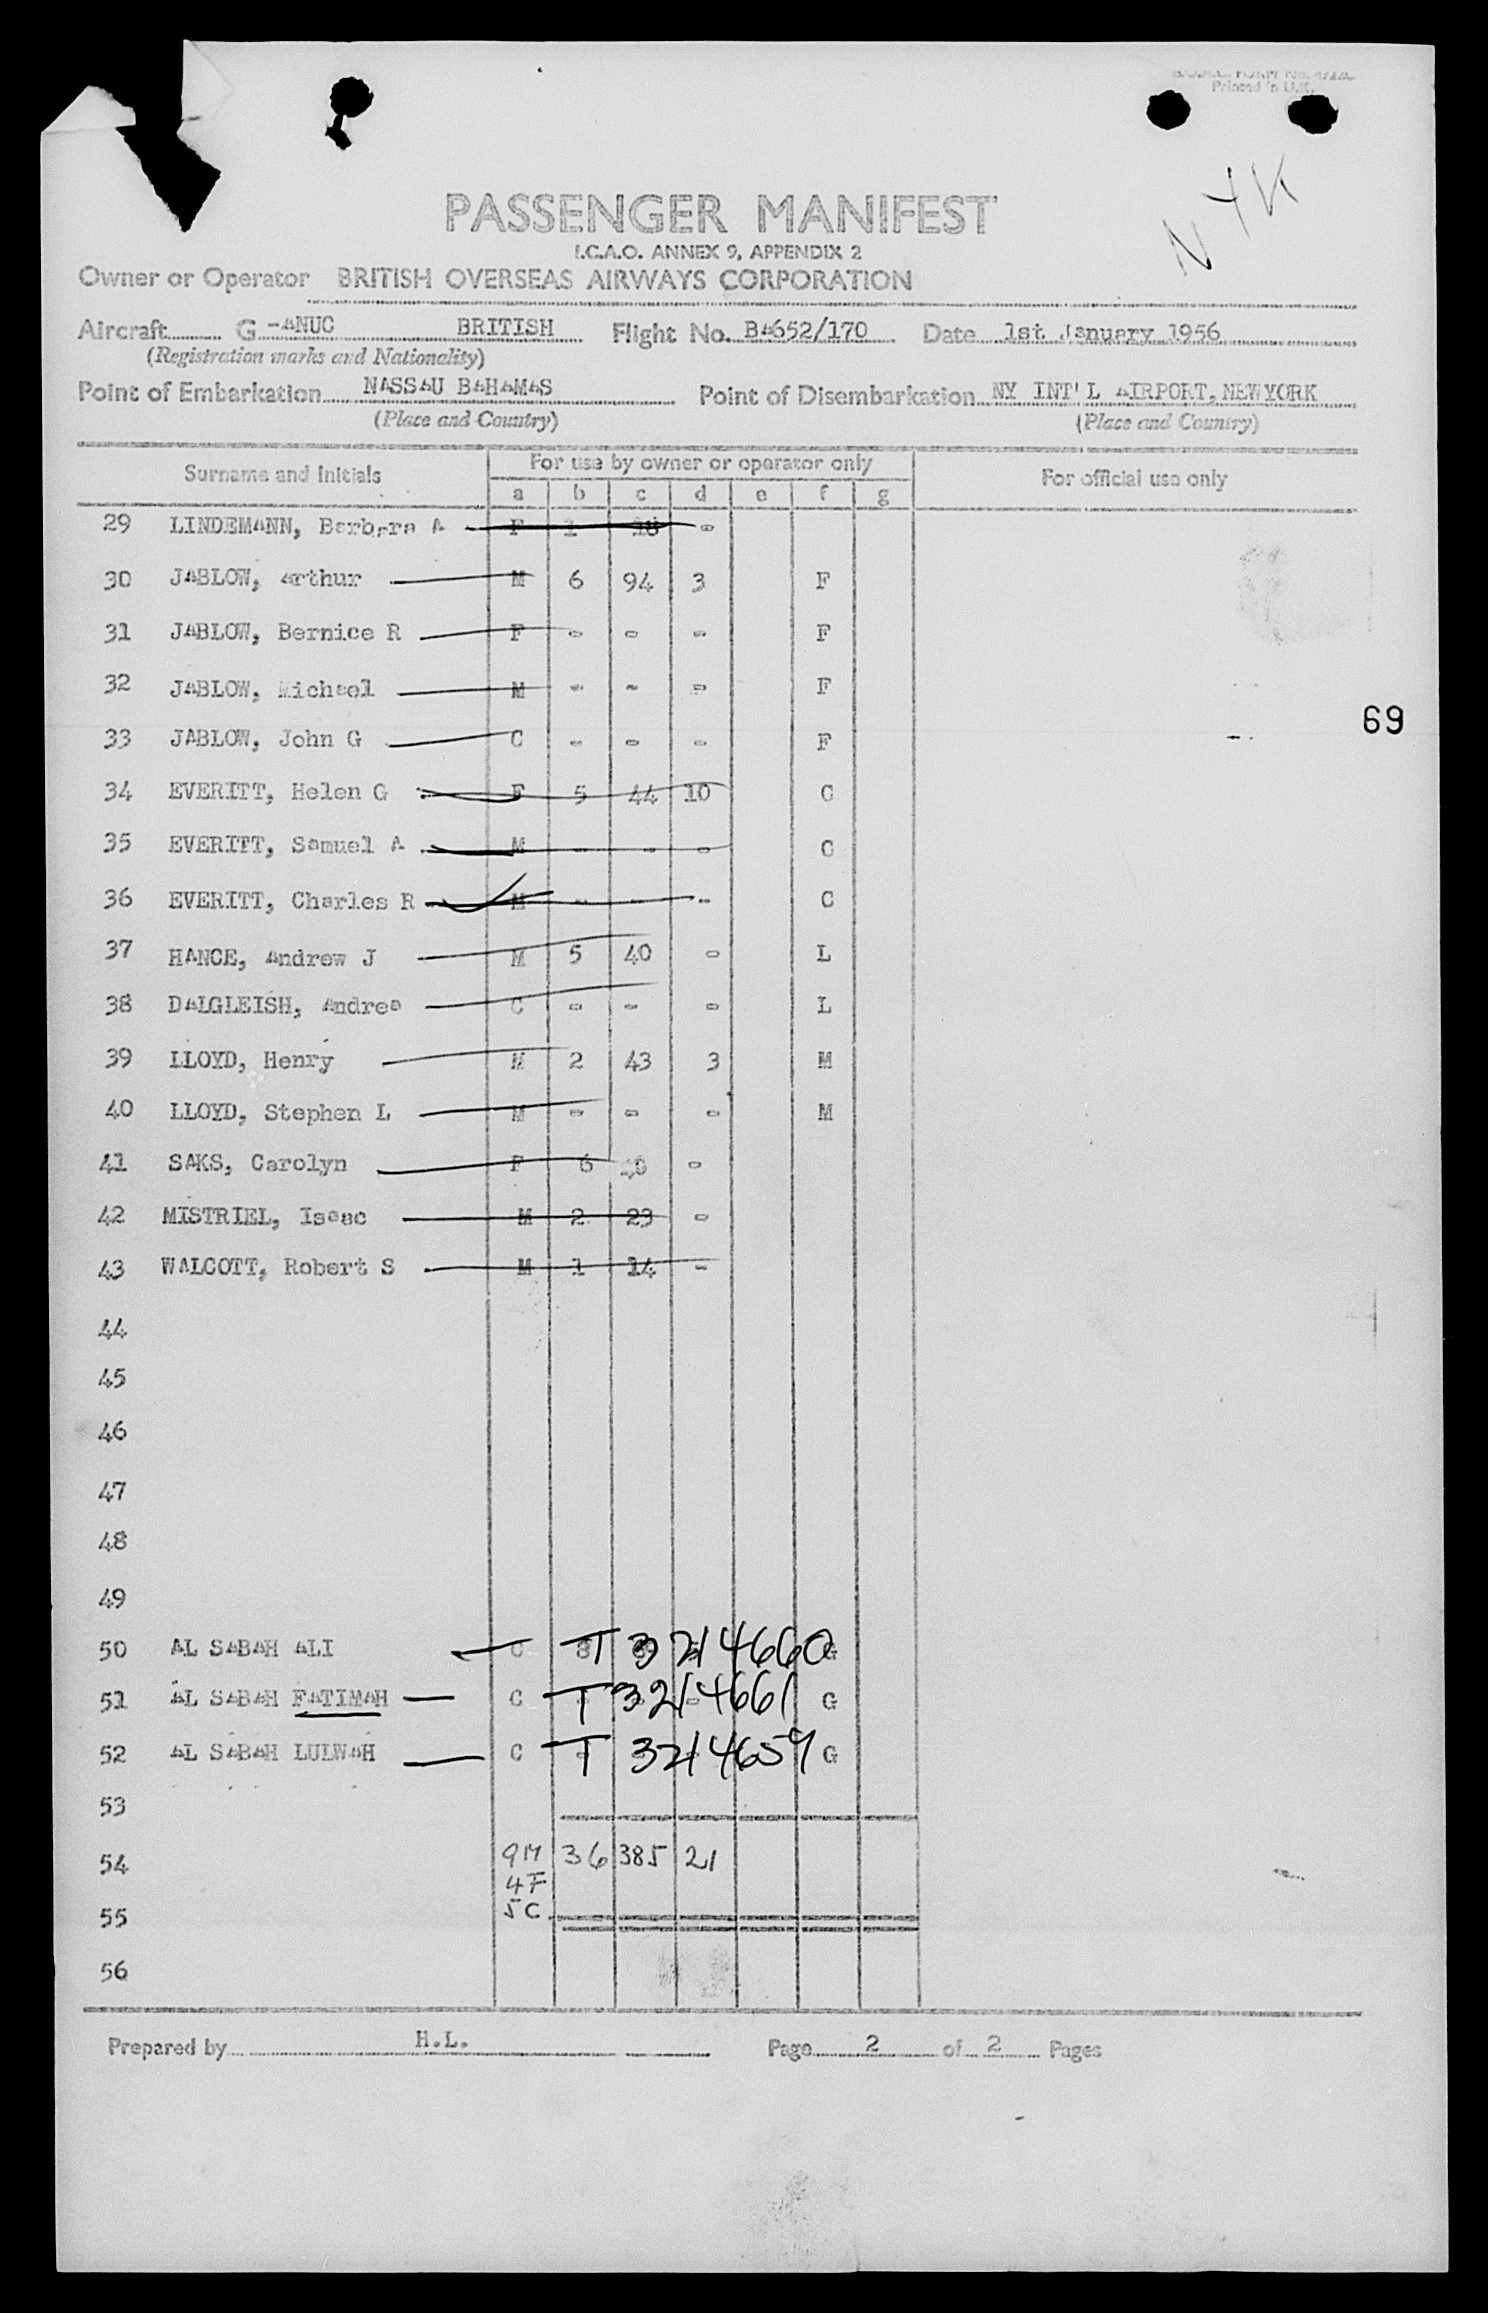 Printed in U.K.
N Y K
PASSENGER MANIFEST
I.C.A.O. ANNEX 9, APPENDIX 2
Owner or Operator BRITISH OVERSEAS AIRWAYS CORPORATION
Aircraft G-ANUC BRITISH Flight No. BA652/170 Date 1st January 1956
(Registration marks and Nationality)
Point of Embarkation NASSAU BAHAMAS Point of Disembarkation NY INT'L AIRPORT, NEW YORK
(Place and Country) (Place and Country)
Surname and Initials For use by owner or operator only For official use only
a b c d e f g
29 LINDEMANN, Barbara A F 1 18 -
30 JABLOW, Arthur M 6 94 3 F
31 JABLOW, Bernice R F - - - F
32 JABLOW, Michael M - - - F
69
33 JABLOW, John G C - - - F
34 EVERITT, Helen G F 5 44 10 C
35 EVERITT, Samuel A M - - - C
36 EVERITT, Charles R M - - - C
37 HANCE, Andrew J M 5 40 - L
38 DALGLEISH, Andrea C - - - L
39 LLOYD, Henry M 2 43 3 M
40 LLOYD, Stephen L M - - - M
41 SAKS, Carolyn F 6 -
42 MISTRIEL, Isaac M 2 23 -
43 WALCOTT, Robert S M 1 14 -
44
45
46
47
48
49
50 AL SABAH ALI C 8 T 3214660 G
51 AL SABAH FATIMAH C T 3214661 G
52 AL SABAH LULWAH C T 3214659 G
53
54 9M 36 385 21
4F
55 5C
56
Prepared by H.L. Page 2 of 2 Pages